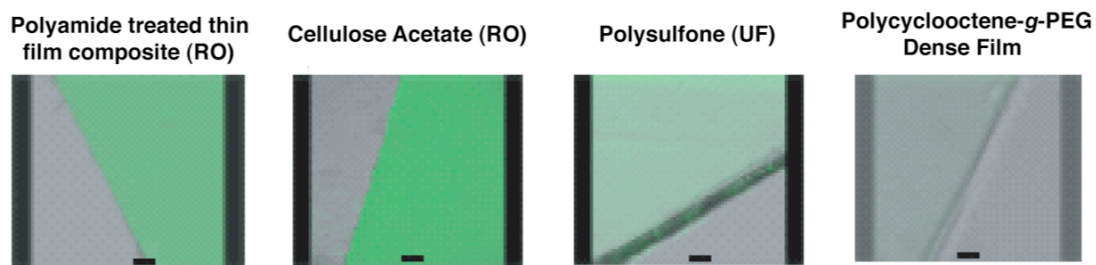 Polyamide treated thin
film composite (RO)
Cellulose Acetate (RO)
Polysulfone (UF)
Polycyclooctene-g-PEG
Dense Film